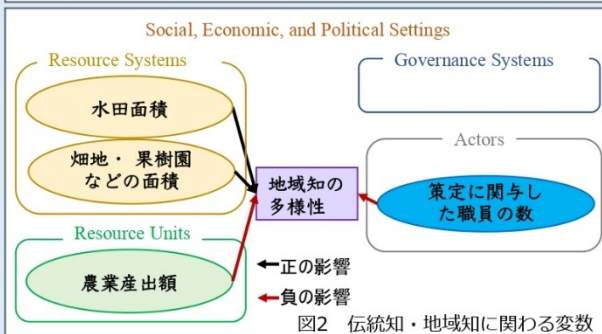 Social, Economic, and Political Settings
Resource Systems
Governance Systems
水田面積
畑地・ 果樹園
などの面積
地域知の
多様性
Actors
策定に関与し
た職員の数
Resource Units
農業産出額
正の影響
負の影響
図2 伝統知・地域知に関わる変数